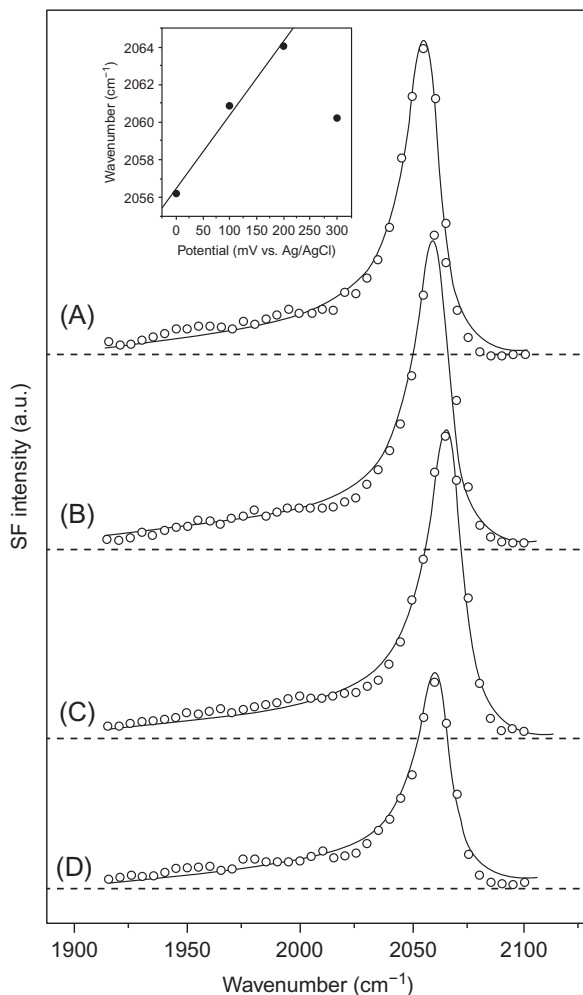 2064
2062
2060
2058
2056
Wavenumber (cm⁻¹)
0 50 100 150 200 250 300
Potential (mV vs. Ag/AgCl)
(A)
(B)
(C)
(D)
SF intensity (a.u.)
1900 1950 2000 2050 2100
Wavenumber (cm⁻¹)